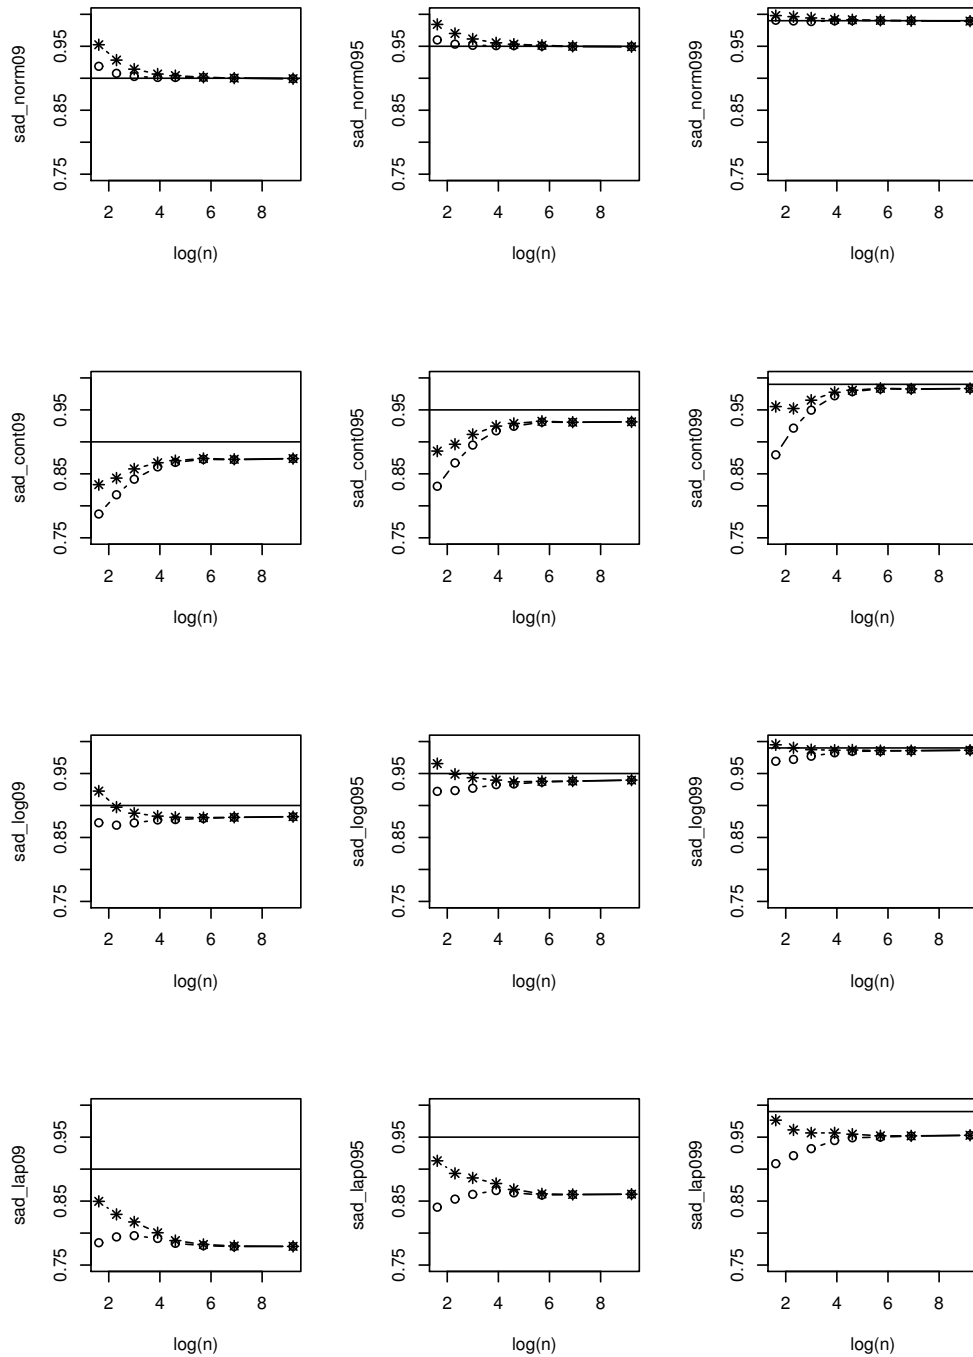 sad_norm09
0.75 0.85 0.95
2 4 6 8
log(n)
sad_norm095
0.75 0.85 0.95
2 4 6 8
log(n)
sad_norm099
0.75 0.85 0.95
2 4 6 8
log(n)
sad_cont09
0.75 0.85 0.95
2 4 6 8
log(n)
sad_cont095
0.75 0.85 0.95
2 4 6 8
log(n)
sad_cont099
0.75 0.85 0.95
2 4 6 8
log(n)
sad_log09
0.75 0.85 0.95
2 4 6 8
log(n)
sad_log095
0.75 0.85 0.95
2 4 6 8
log(n)
sad_log099
0.75 0.85 0.95
2 4 6 8
log(n)
sad_lap09
0.75 0.85 0.95
2 4 6 8
log(n)
sad_lap095
0.75 0.85 0.95
2 4 6 8
log(n)
sad_lap099
0.75 0.85 0.95
2 4 6 8
log(n)